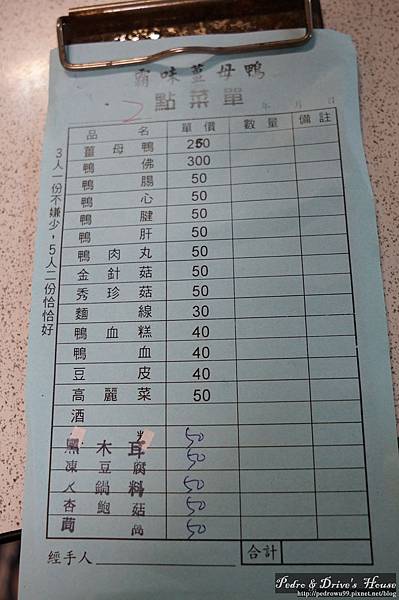 霸味薑母鴨
點菜單
年 月 日
品名 單價 數量 備註
薑母鴨 250
鴨佛 300
鴨腸 50
鴨心 50
鴨腱 50
鴨肝 50
鴨肉丸 50
金針菇 50
秀珍菇 50
麵線 30
鴨血糕 40
鴨血 40
豆皮 40
高麗菜 50
酒
黑木耳 50
凍豆腐 50
火鍋料 50
杏鮑菇 50
茼蒿 50
經手人 合計
3人一份不嫌少，5人二份恰恰好
Pedro & Drive's House
http://pedrowu99.pixnet.net/blog